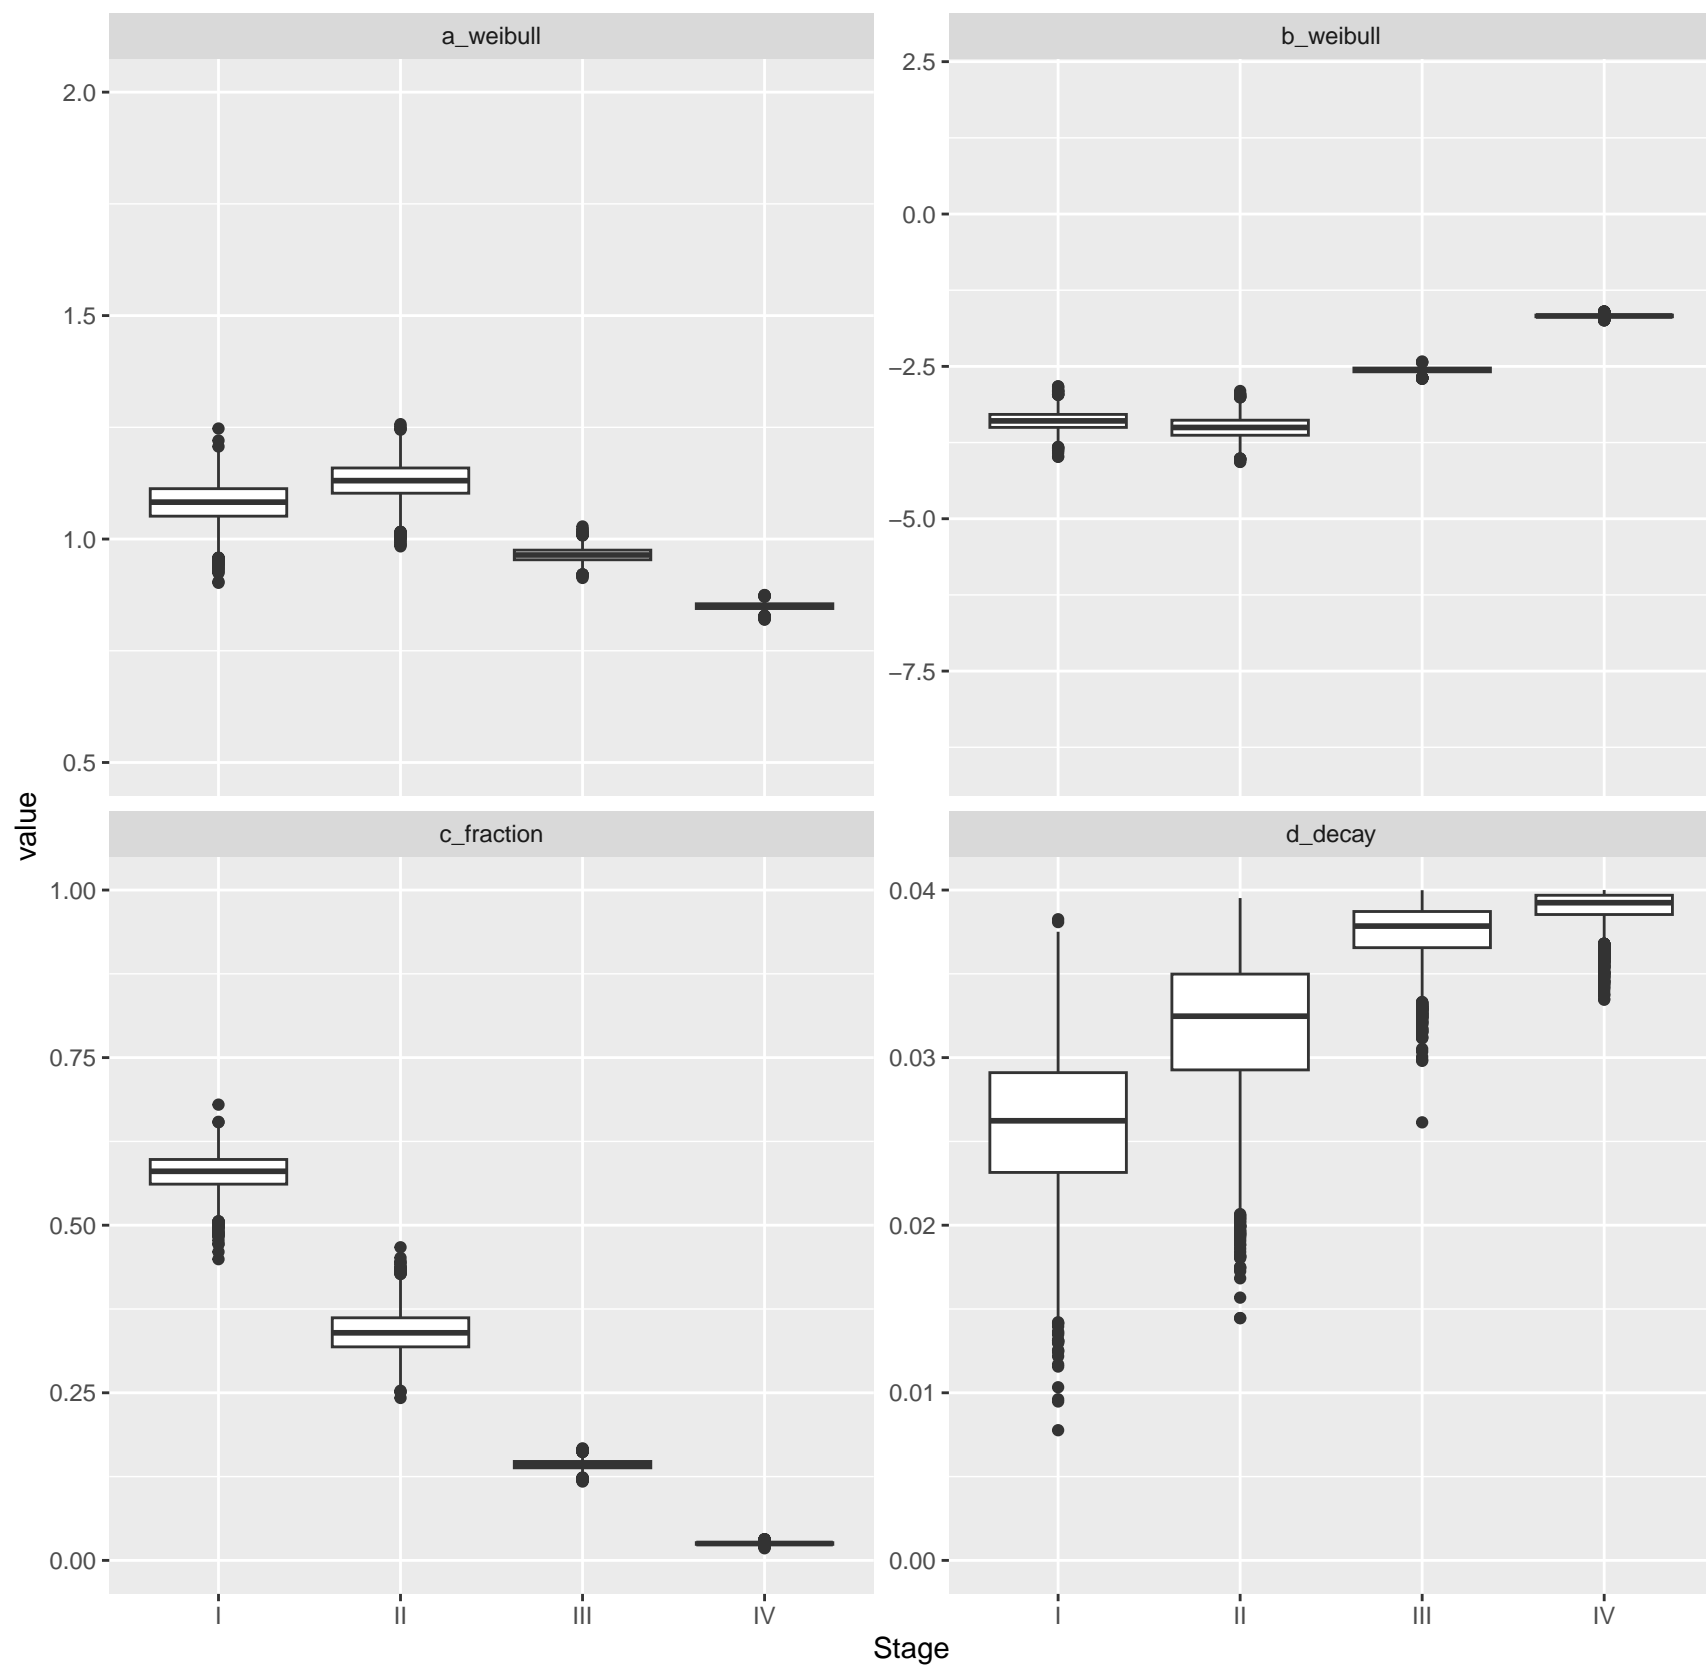 a_weibull
b_weibull
2.0
1.5
1.0
0.5
2.5
0.0
−2.5
−5.0
−7.5
value
c_fraction
d_decay
1.00
0.75
0.50
0.25
0.00
0.04
0.03
0.02
0.01
0.00
I II III IV
I II III IV
Stage